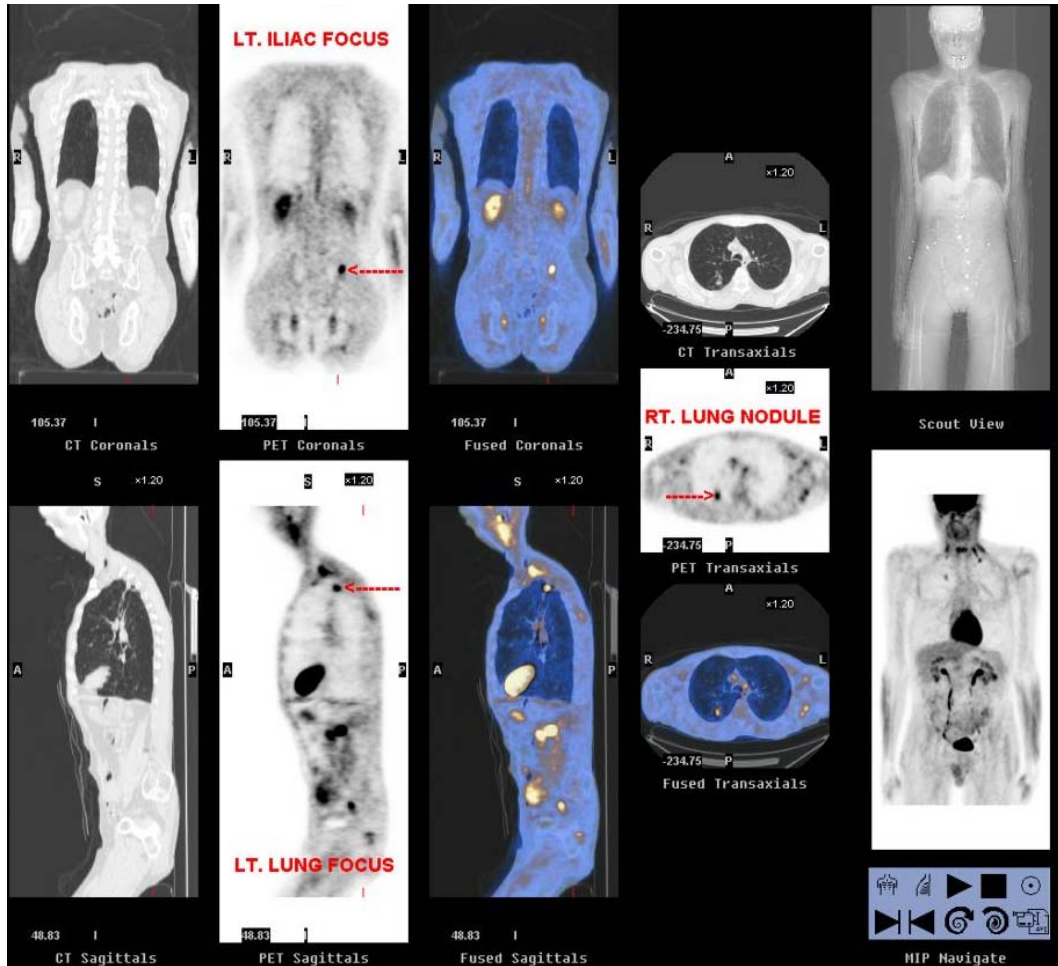 LT. ILIAC FOCUS
R
L
R
L
A
×1.20
R
L
-234.75 P
CT Transaxials
A
×1.20
RT. LUNG NODULE
R
L
-234.75 P
PET Transaxials
105.37 I
CT Coronals
105.37 I
PET Coronals
105.37 I
Fused Coronals
Scout View
S ×1.20
S ×1.20
S ×1.20
A
P
A
P
A
P
A
×1.20
R
L
-234.75 P
Fused Transaxials
LT. LUNG FOCUS
48.83 I
CT Sagittals
48.83 I
PET Sagittals
48.83 I
Fused Sagittals
MIP Navigate